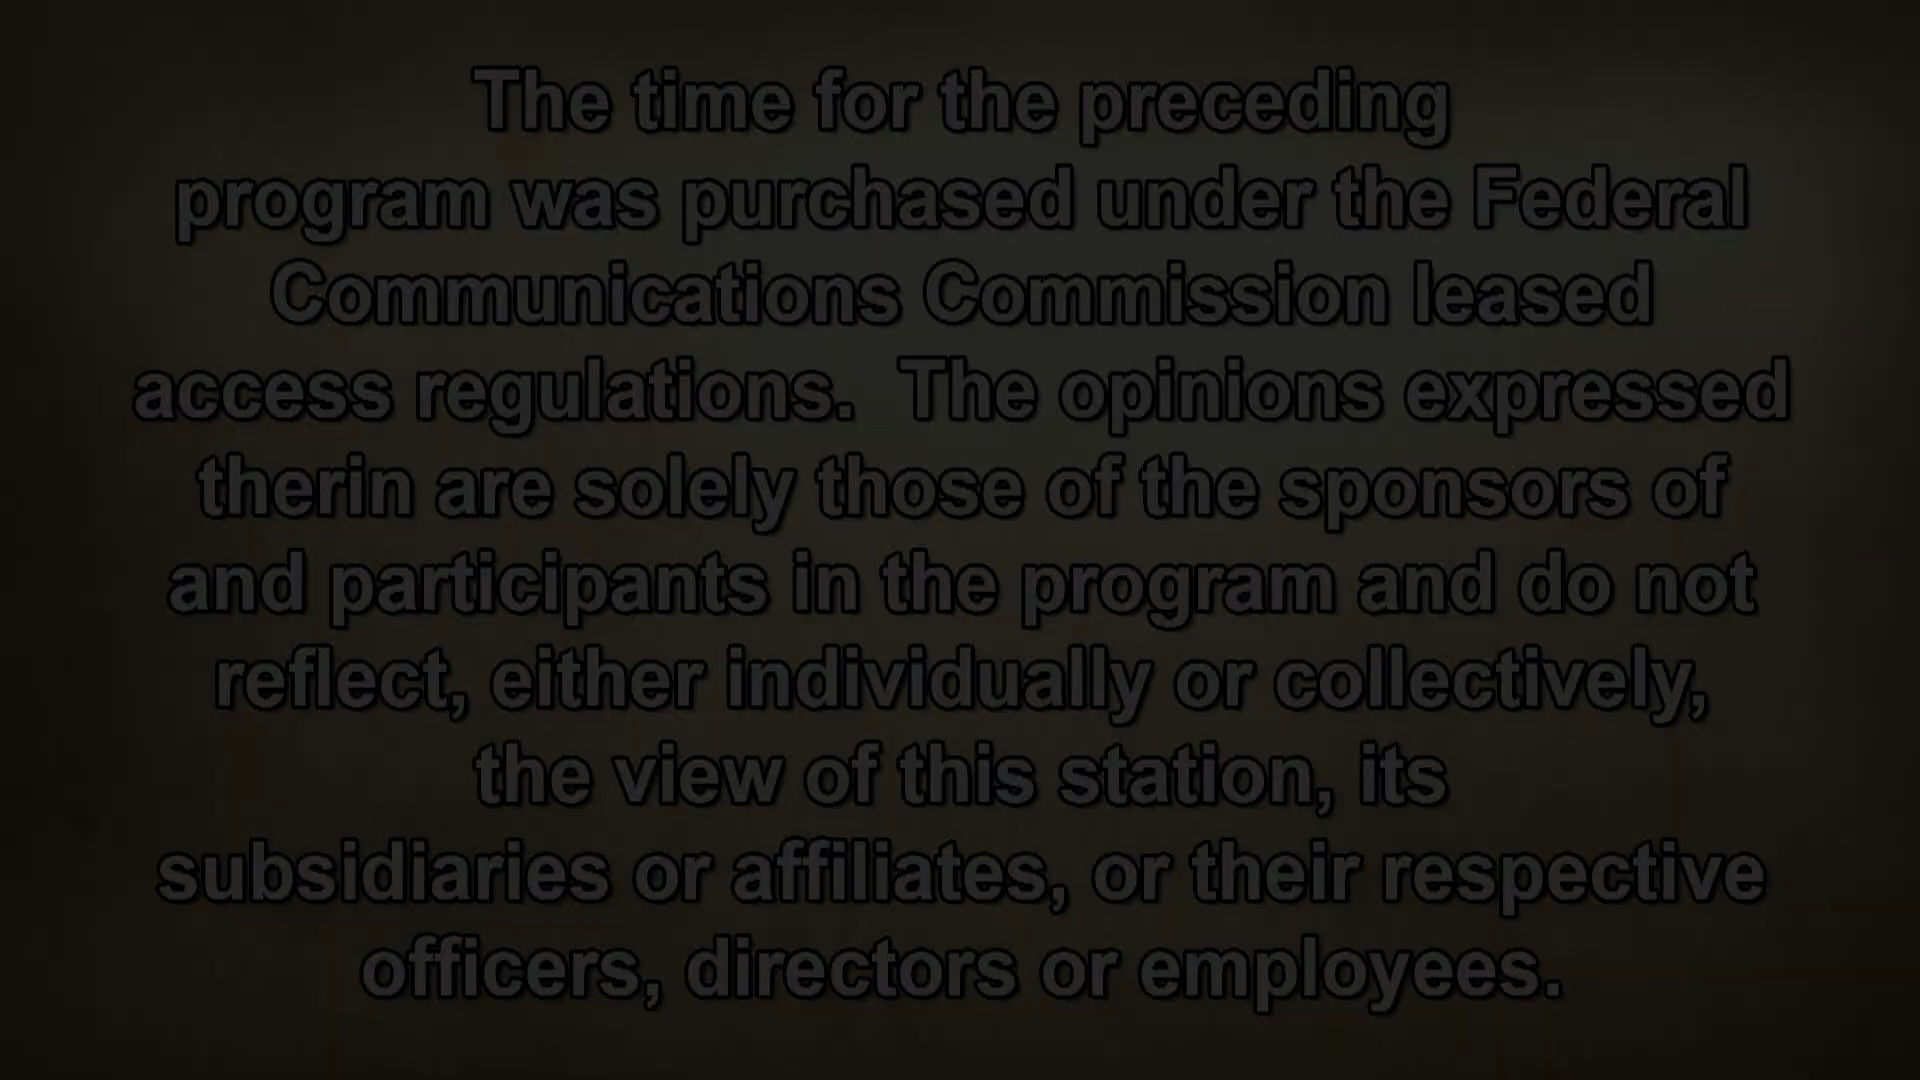 The time for the preceding
program was purchased under the Federal
Communications Commission leased
access regulations.  The opinions expressed
therin are solely those of the sponsors of
and participants in the program and do not
reflect, either individually or collectively,
the view of this station, its
subsidiaries or affiliates, or their respective
officers, directors or employees.